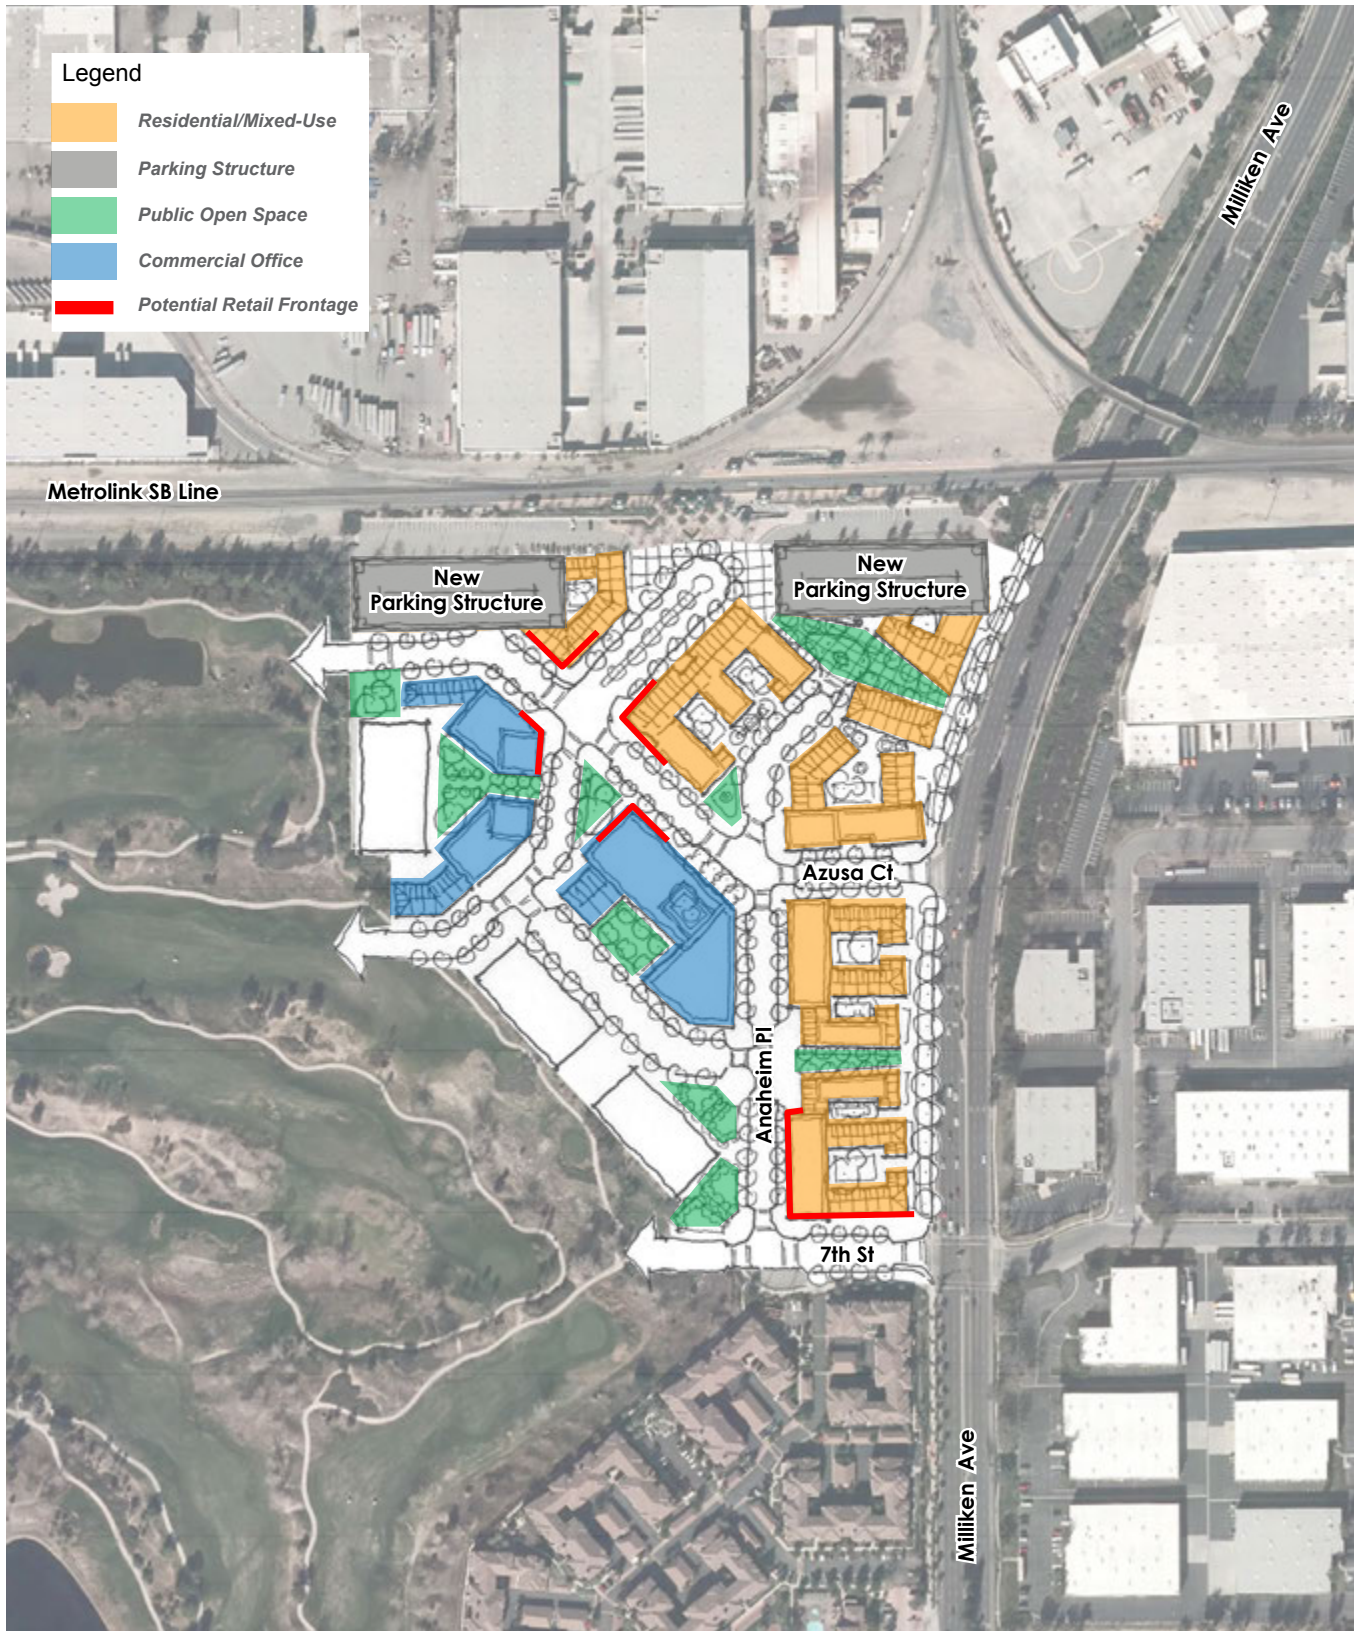 Legend
Residential/Mixed-Use
Parking Structure
Public Open Space
Commercial Office
Potential Retail Frontage
Milliken Ave
Metrolink SB Line
New
Parking Structure
New
Parking Structure
Azusa Ct
Anaheim Pl
7th St
Milliken Ave